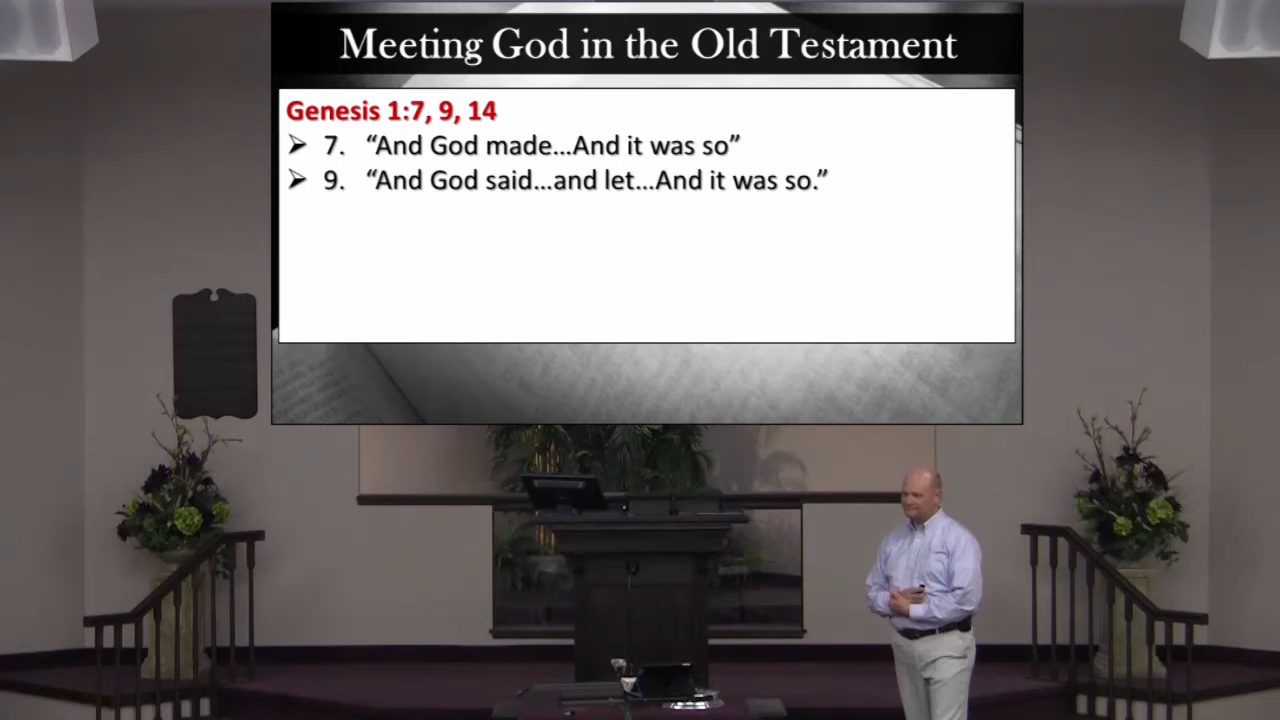 Meeting God in the Old Testament
Genesis 1:7, 9, 14
➢ 7. “And God made...And it was so”
➢ 9. “And God said...and let...And it was so.”